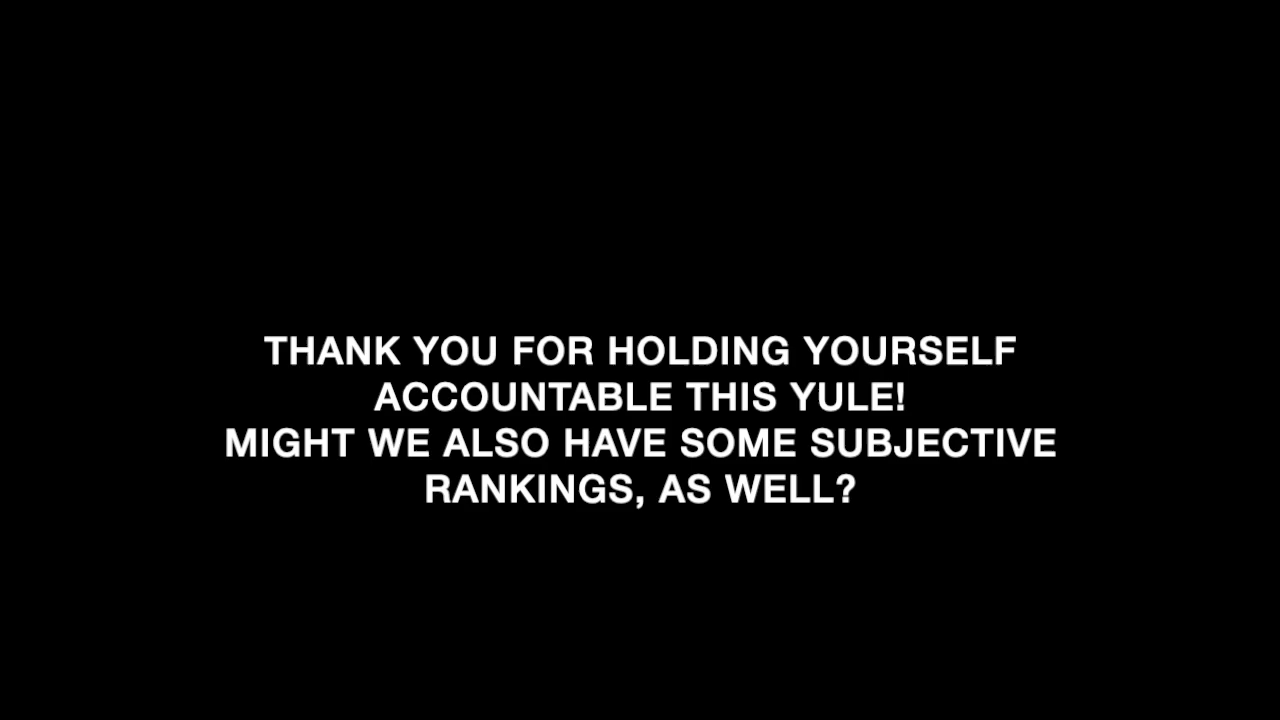 THANK YOU FOR HOLDING YOURSELF
ACCOUNTABLE THIS YULE!
MIGHT WE ALSO HAVE SOME SUBJECTIVE
RANKINGS, AS WELL?